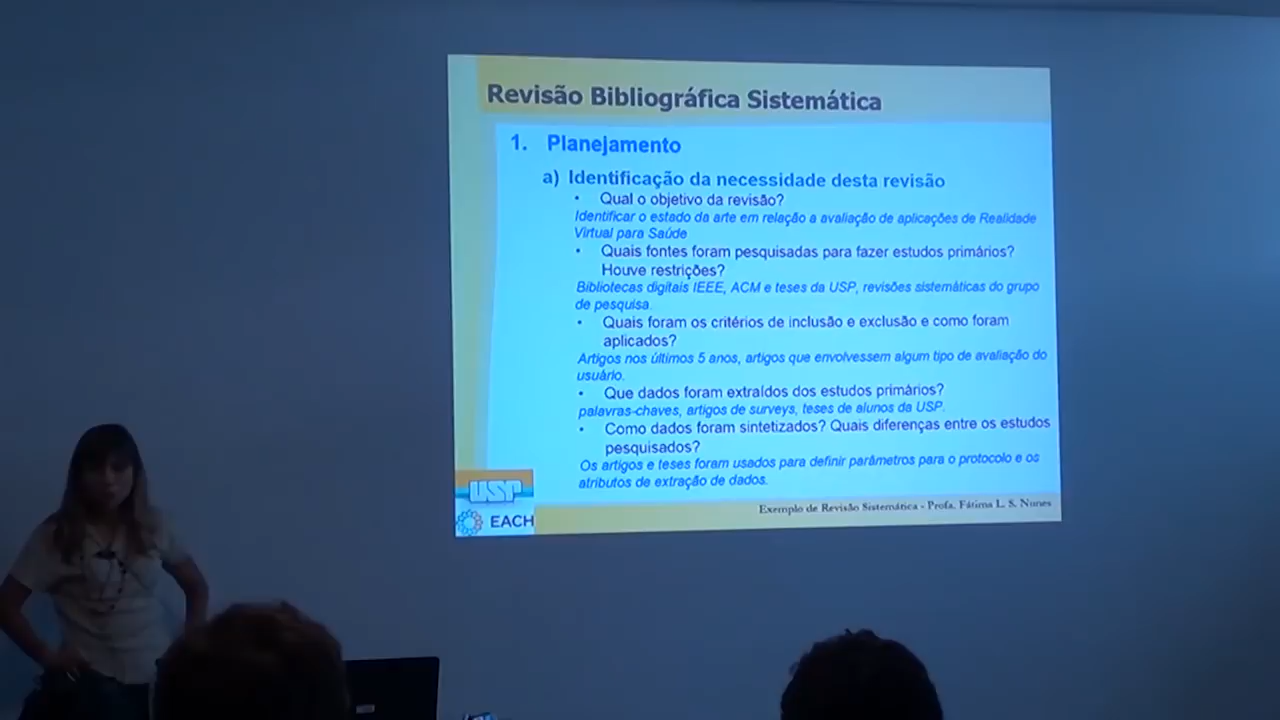 Revisão Bibliográfica Sistemática
1. Planejamento
a) Identificação da necessidade desta revisão
• Qual o objetivo da revisão?
Identificar o estado da arte em relação a avaliação de aplicações de Realidade
Virtual para Saúde
• Quais fontes foram pesquisadas para fazer estudos primários?
Houve restrições?
Bibliotecas digitais IEEE, ACM e teses da USP, revisões sistemáticas do grupo
de pesquisa.
• Quais foram os critérios de inclusão e exclusão e como foram
aplicados?
Artigos nos últimos 5 anos, artigos que envolvessem algum tipo de avaliação do
usuário.
• Que dados foram extraídos dos estudos primários?
palavras-chaves, artigos de surveys, teses de alunos da USP.
• Como dados foram sintetizados? Quais diferenças entre os estudos
pesquisados?
Os artigos e teses foram usados para definir parâmetros para o protocolo e os
atributos de extração de dados.
USP
EACH
Exemplo de Revisão Sistemática - Profa. Fátima L. S. Nunes